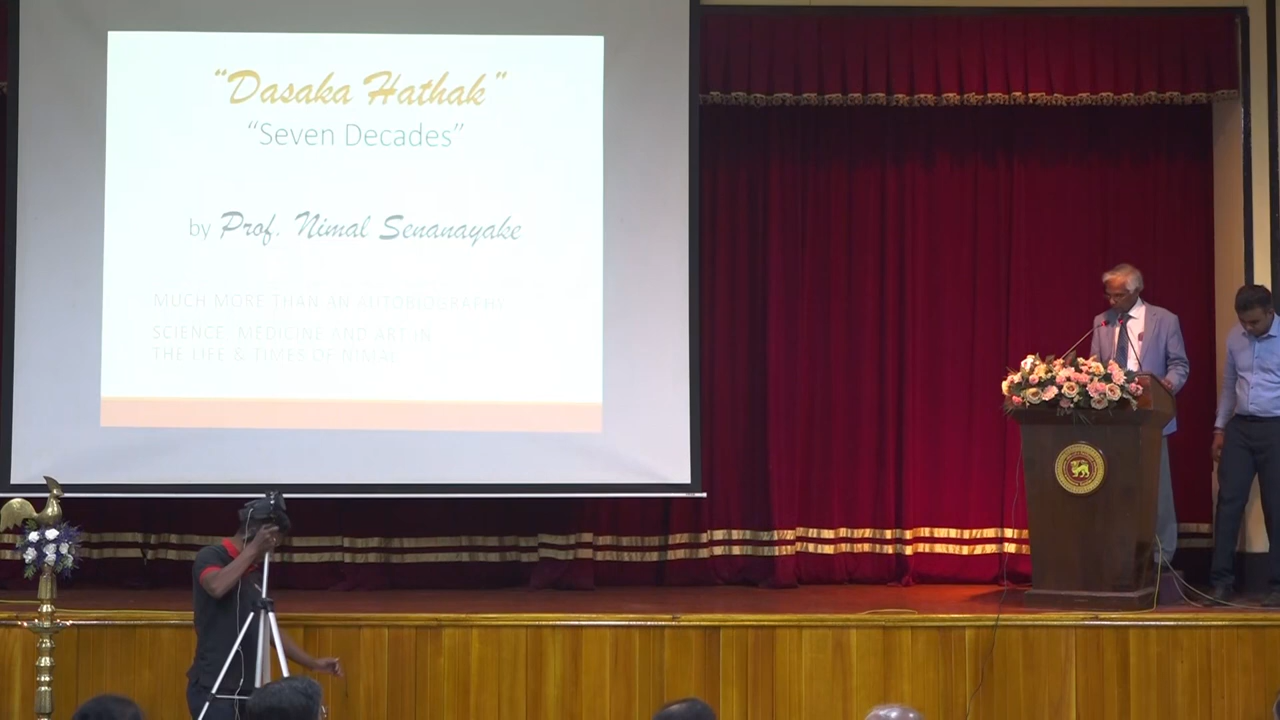 “Dasaka Hathak”
“Seven Decades”
by Prof. Nimal Senanayake
MUCH MORE THAN AN AUTOBIOGRAPHY
SCIENCE, MEDICINE AND ART IN
THE LIFE & TIMES OF NIMAL